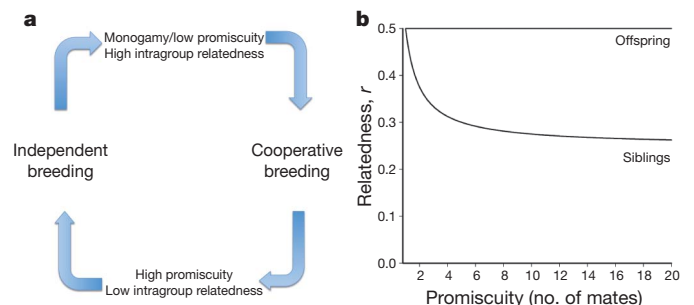 a
Monogamy/low promiscuity
High intragroup relatedness
Independent
breeding
Cooperative
breeding
High promiscuity
Low intragroup relatedness
b
Relatedness, r
0.5
0.4
0.3
0.2
0.1
0.0
Offspring
Siblings
2 4 6 8 10 12 14 16 18 20
Promiscuity (no. of mates)